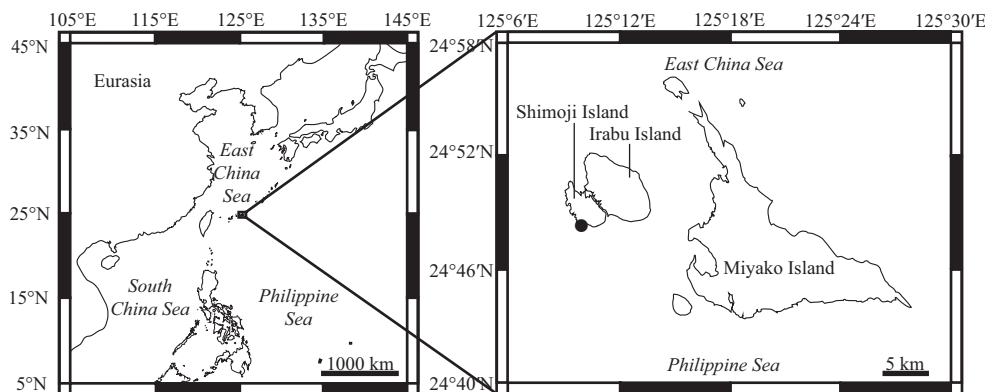 105°E 115°E 125°E 135°E 145°E
45°N
35°N
25°N
15°N
5°N
Eurasia
East
China
Sea
South
China Sea
Philippine
Sea
1000 km
125°6′E 125°12′E 125°18′E 125°24′E 125°30′E
24°58′N
24°52′N
24°46′N
24°40′N
East China Sea
Shimoji Island
Irabu Island
Miyako Island
Philippine Sea
5 km